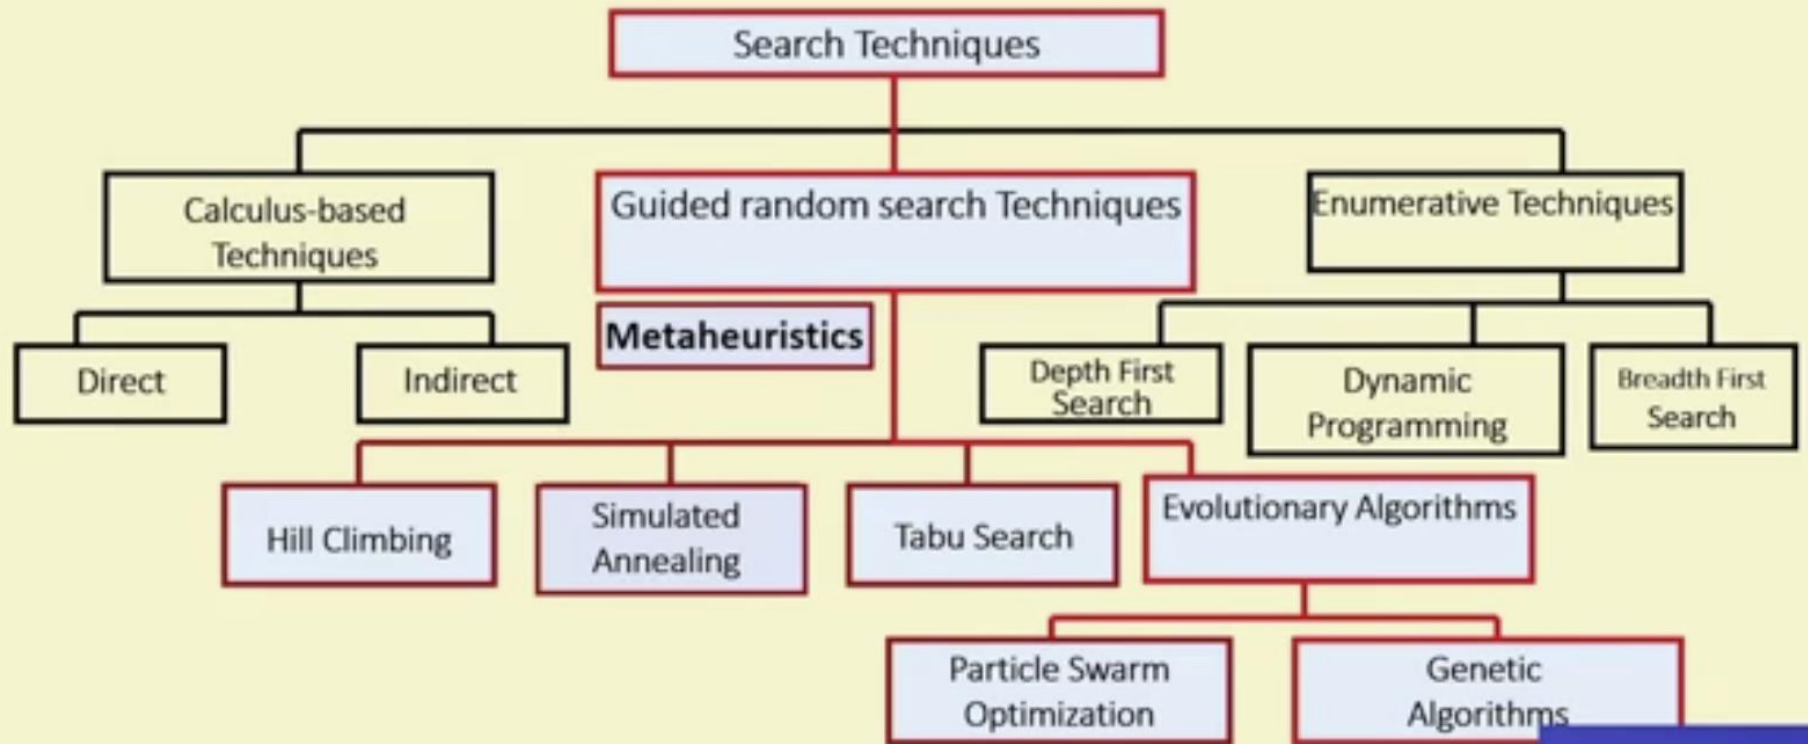 Search Techniques
Calculus-based
Techniques
Guided random search Techniques
Enumerative Techniques
Metaheuristics
Direct
Indirect
Depth First
Search
Dynamic
Programming
Breadth First
Search
Hill Climbing
Simulated
Annealing
Tabu Search
Evolutionary Algorithms
Particle Swarm
Optimization
Genetic
Algorithms